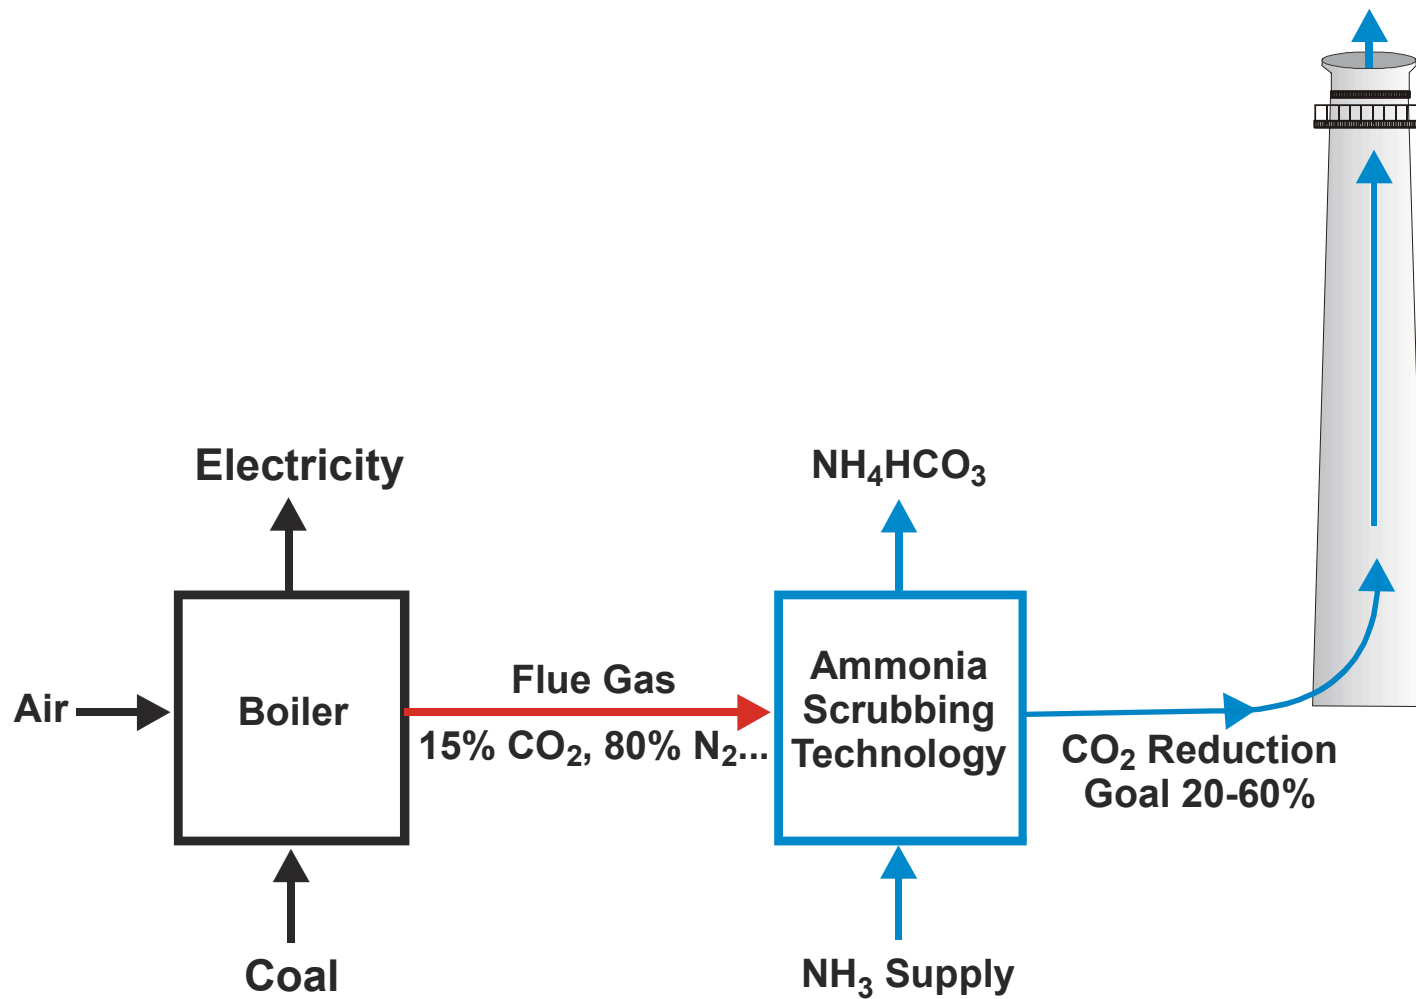 Electricity
NH₄HCO₃
Air
Boiler
Flue Gas
15% CO₂, 80% N₂...
Ammonia
Scrubbing
Technology
CO₂ Reduction
Goal 20-60%
Coal
NH₃ Supply